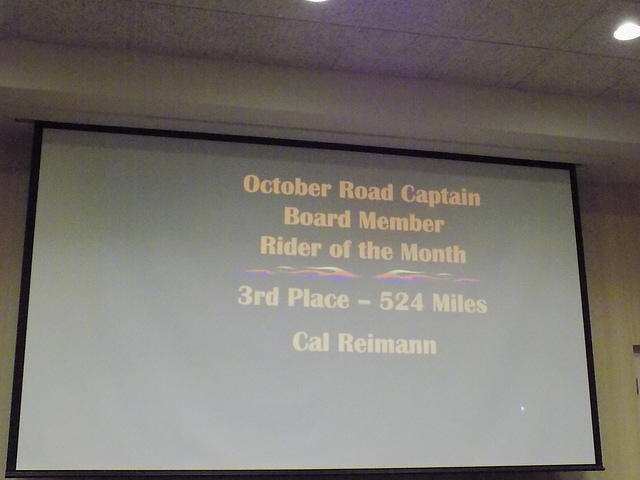 October Road Captain
Board Member
Rider of the Month
3rd Place – 524 Miles
Cal Reimann